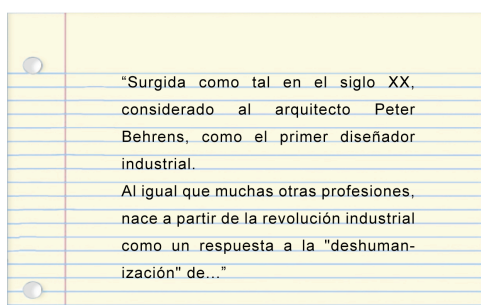 “Surgida como tal en el siglo XX,
considerado al arquitecto Peter
Behrens, como el primer diseñador
industrial.
Al igual que muchas otras profesiones,
nace a partir de la revolución industrial
como un respuesta a la "deshuman-
ización" de...”